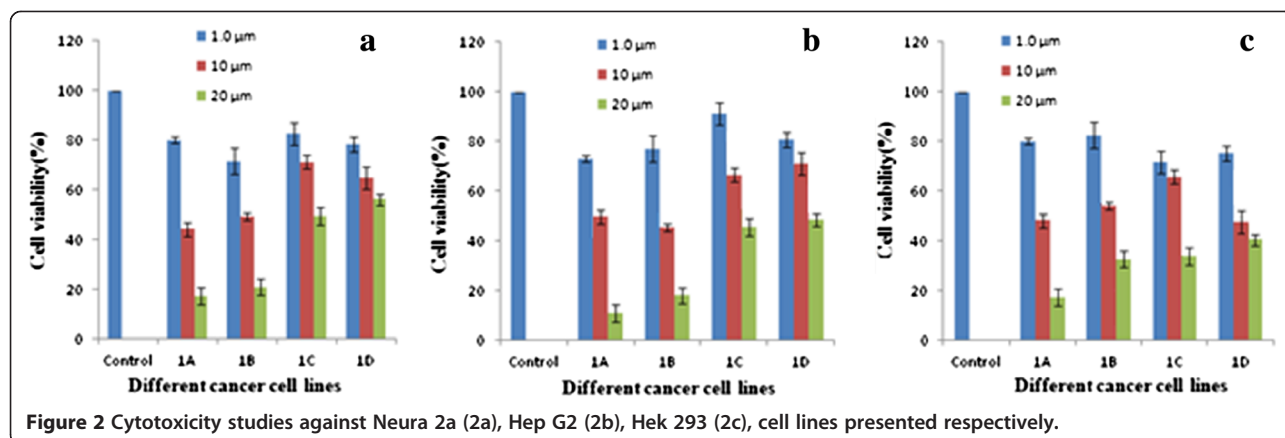 a
120
100
80
60
40
20
0
Cell viability(%)
1.0 µm
10 µm
20 µm
Control 1A 1B 1C 1D
Different cancer cell lines
b
120
100
80
60
40
20
0
Cell viability(%)
1.0 µm
10 µm
20 µm
Control 1A 1B 1C 1D
Different cancer cell lines
c
120
100
80
60
40
20
0
Cell viability(%)
1.0 µm
10 µm
20 µm
Control 1A 1B 1C 1D
Different cancer cell lines
Figure 2 Cytotoxicity studies against Neura 2a (2a), Hep G2 (2b), Hek 293 (2c), cell lines presented respectively.